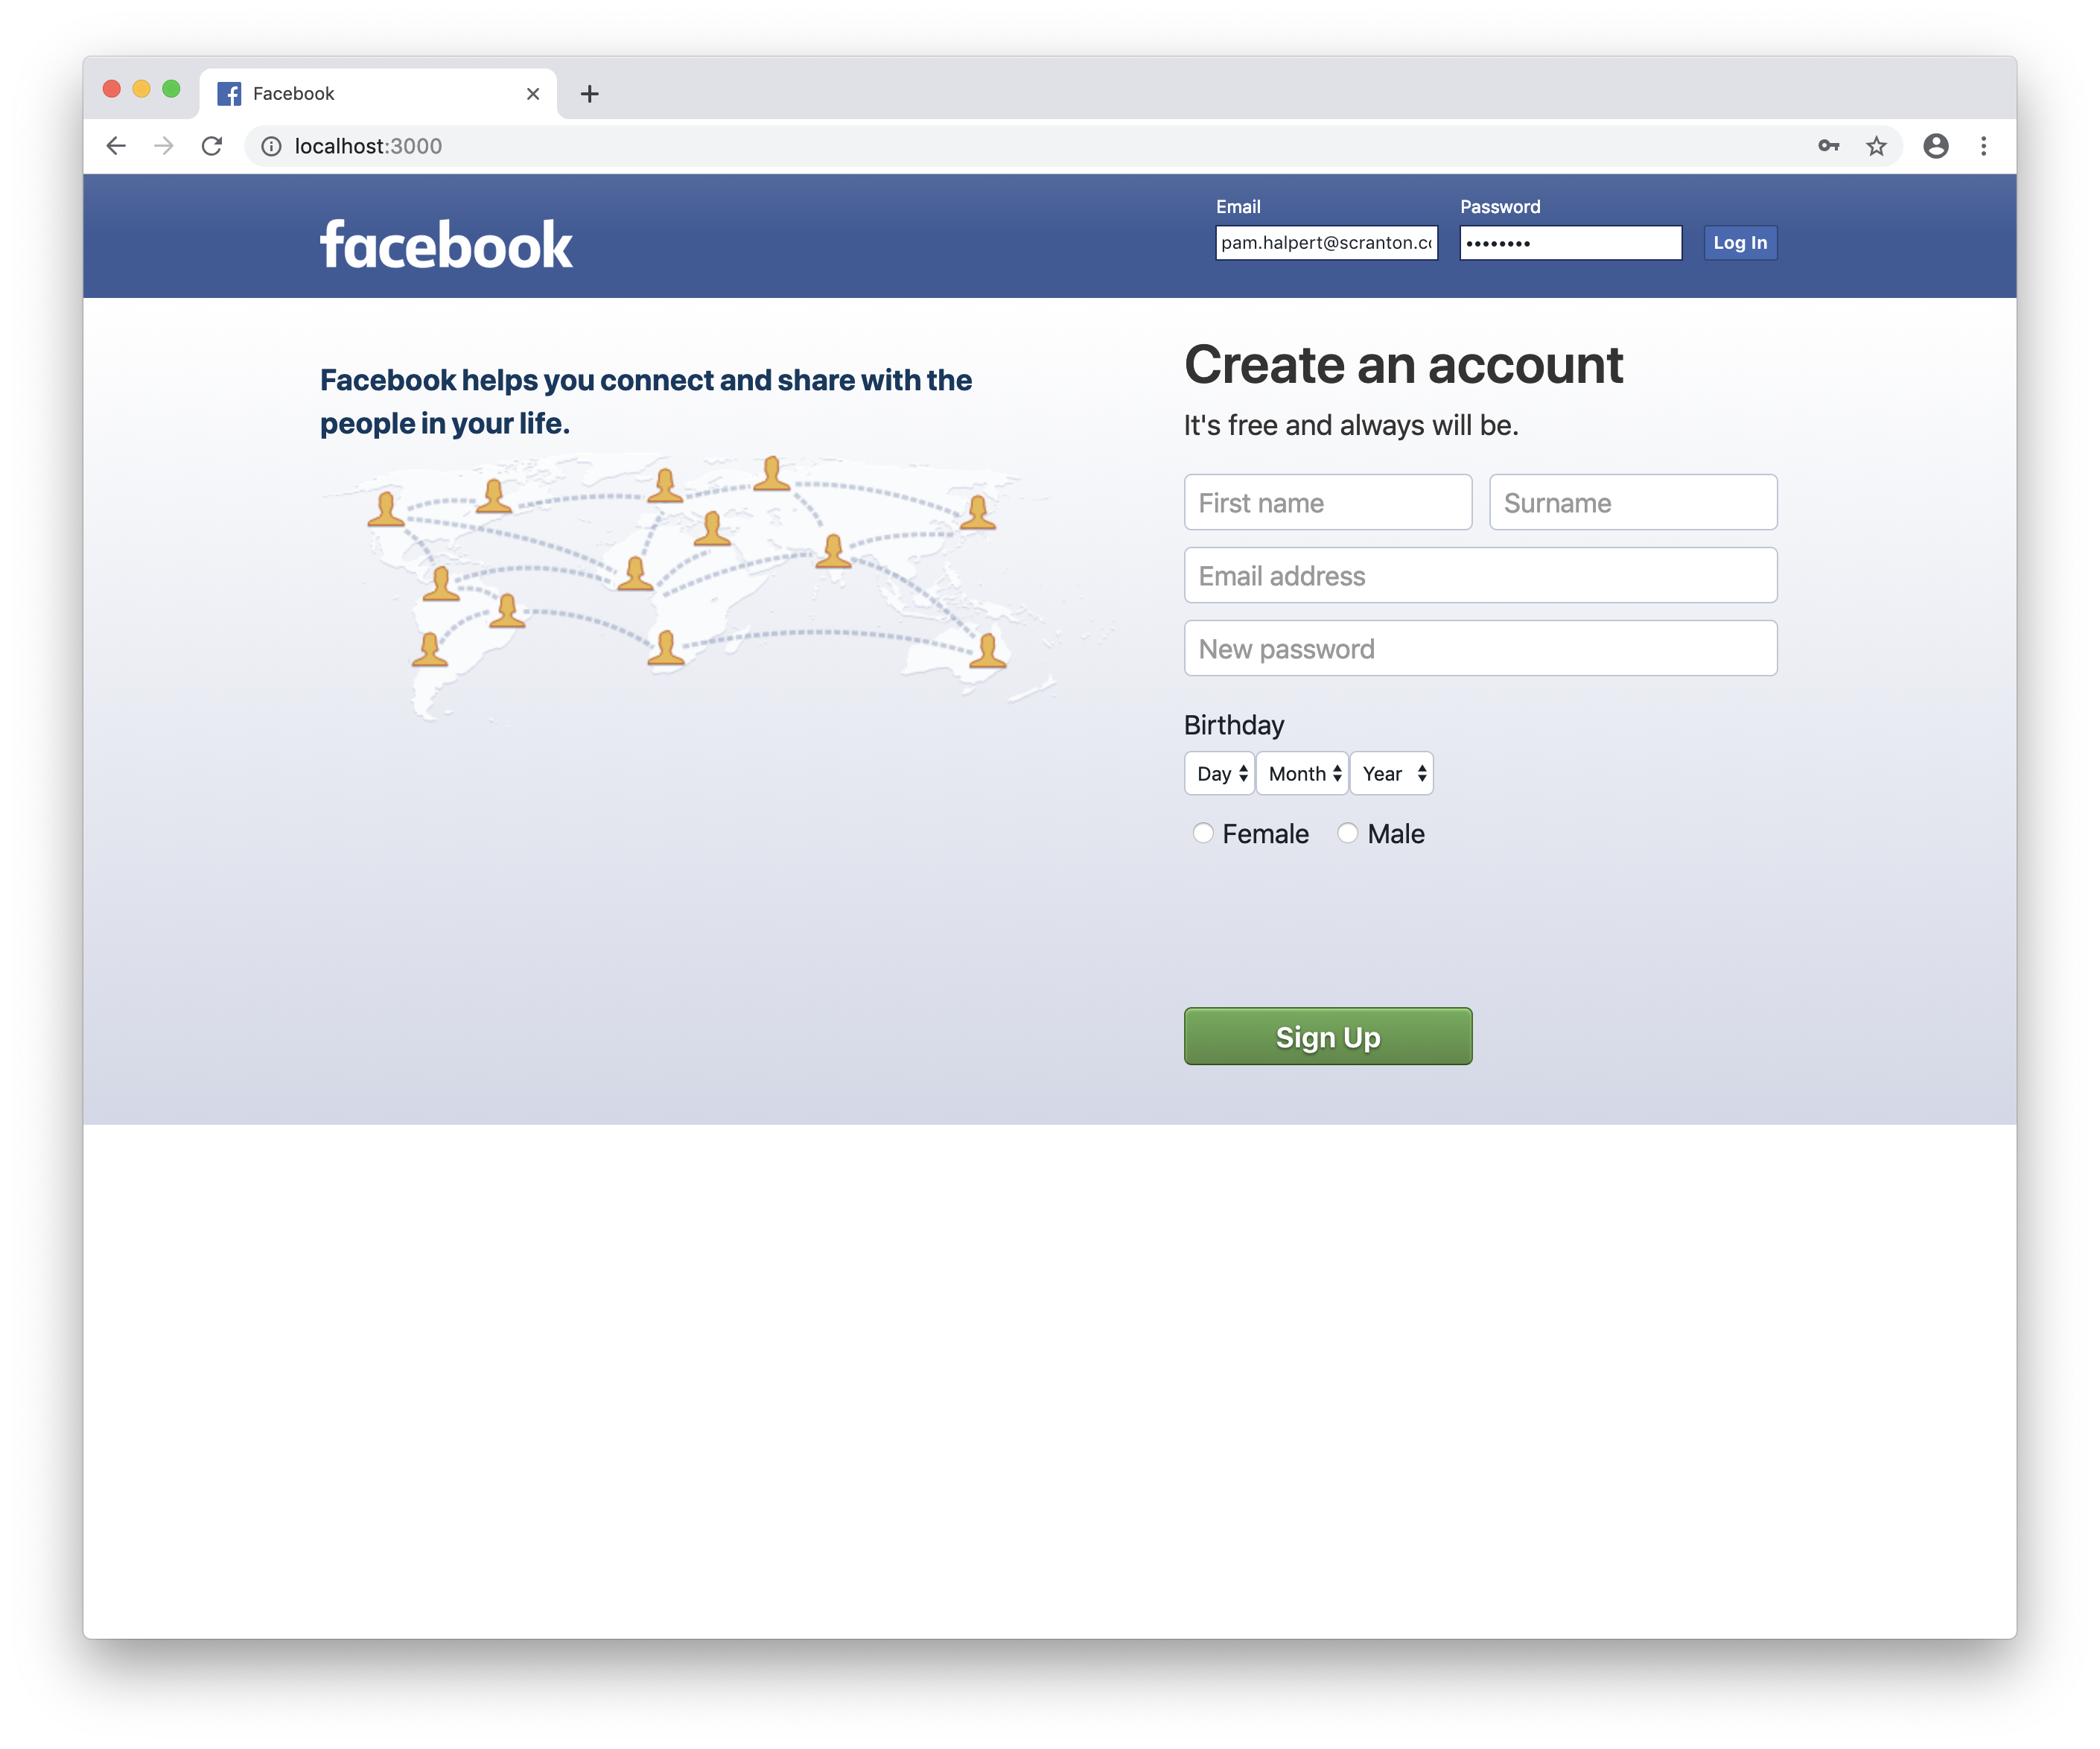 Facebook
localhost:3000
facebook
Email
Password
pam.halpert@scranton.c
••••••••
Log In
Facebook helps you connect and share with the
people in your life.
Create an account
It's free and always will be.
First name
Surname
Email address
New password
Birthday
Day
Month
Year
Female
Male
Sign Up